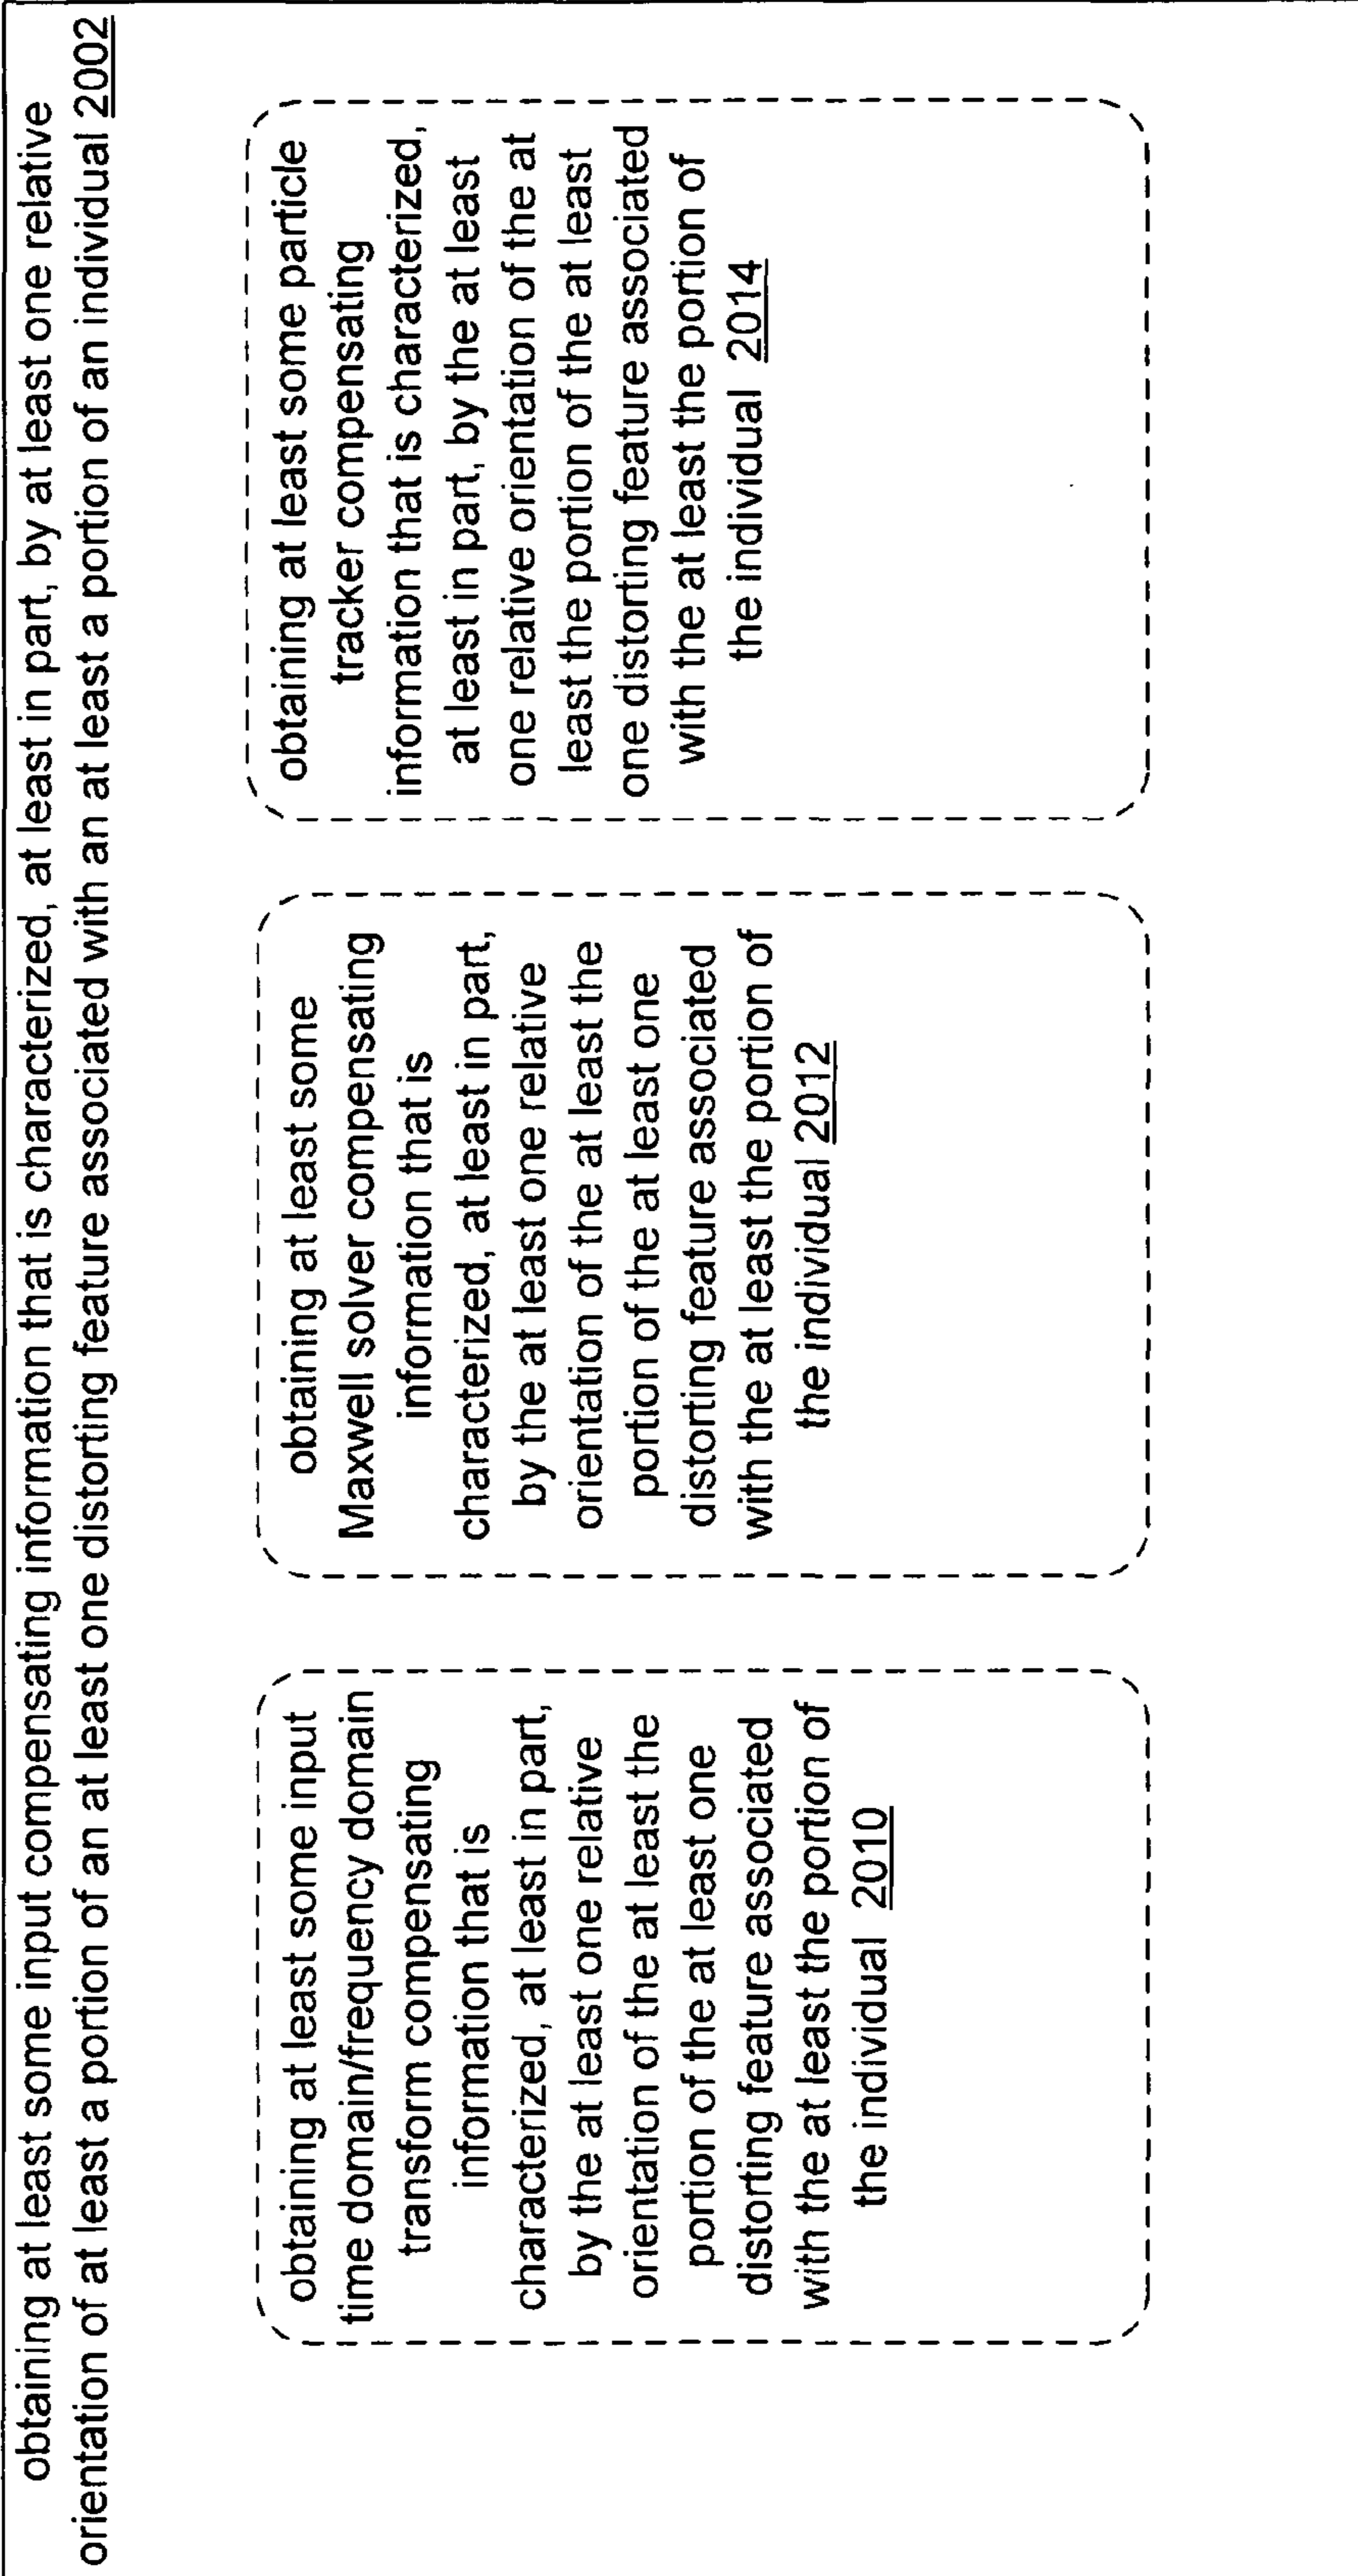 obtaining at least some input compensating information that is characterized, at least in part, by at least one relative
orientation of at least a portion of an at least one distorting feature associated with an at least a portion of an individual 2002
obtaining at least some input
time domain/frequency domain
transform compensating
information that is
characterized, at least in part,
by the at least one relative
orientation of the at least the
portion of the at least one
distorting feature associated
with the at least the portion of
the individual 2010
obtaining at least some
Maxwell solver compensating
information that is
characterized, at least in part,
by the at least one relative
orientation of the at least the
portion of the at least one
distorting feature associated
with the at least the portion of
the individual 2012
obtaining at least some particle
tracker compensating
information that is characterized,
at least in part, by the at least
one relative orientation of the at
least the portion of the at least
one distorting feature associated
with the at least the portion of
the individual 2014